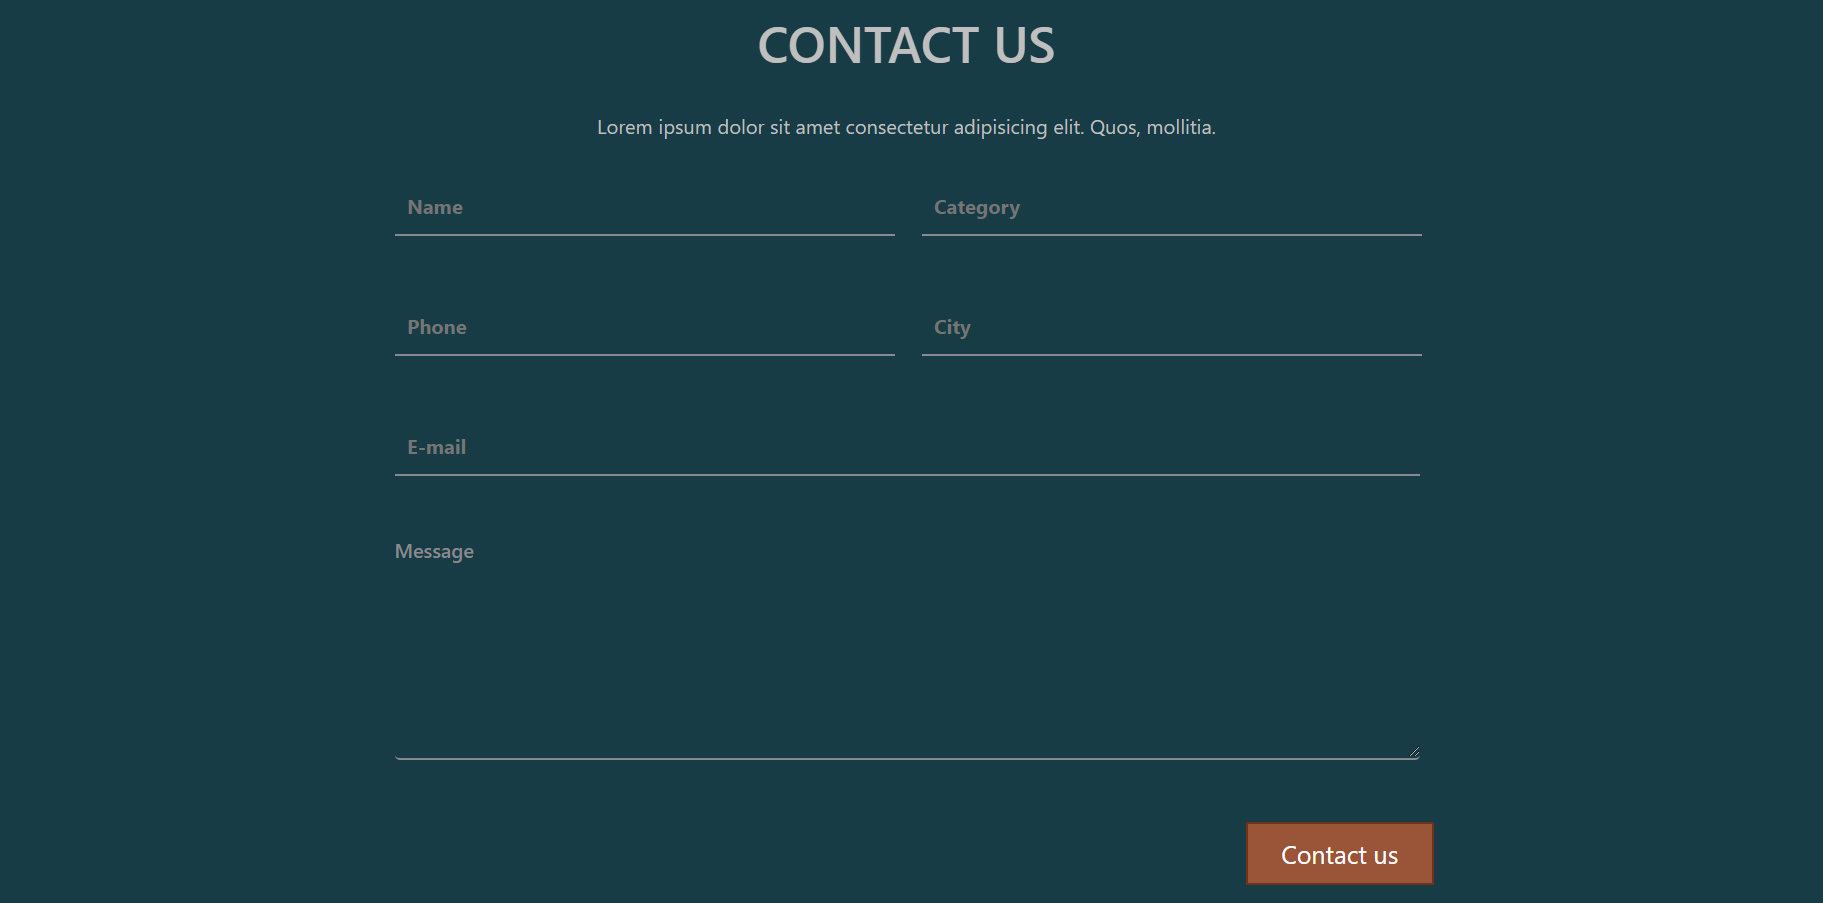 CONTACT US
Lorem ipsum dolor sit amet consectetur adipisicing elit. Quos, mollitia.
Name
Category
Phone
City
E-mail
Message
Contact us